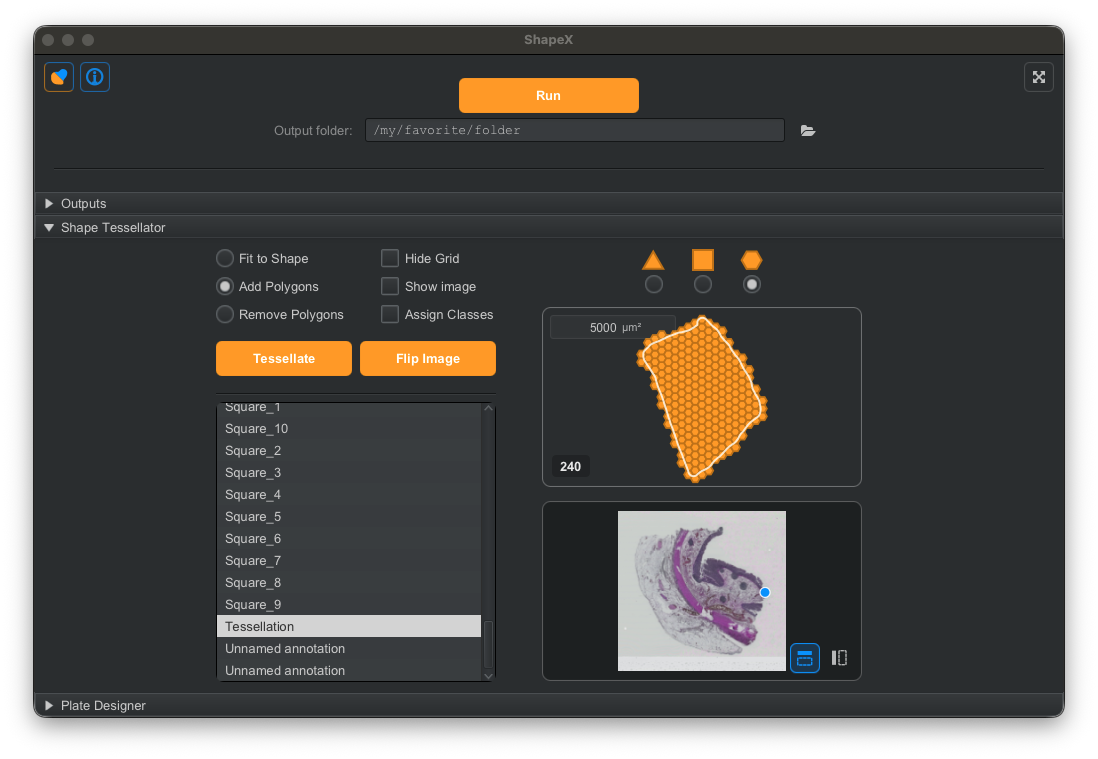 ShapeX
Run
Output folder: /my/favorite/folder
Outputs
Shape Tessellator
Fit to Shape
Hide Grid
Add Polygons
Show image
Remove Polygons
Assign Classes
Tessellate
Flip Image
Square_1
Square_10
Square_2
Square_3
Square_4
Square_5
Square_6
Square_7
Square_8
Square_9
Tessellation
Unnamed annotation
Unnamed annotation
5000 µm²
240
Plate Designer